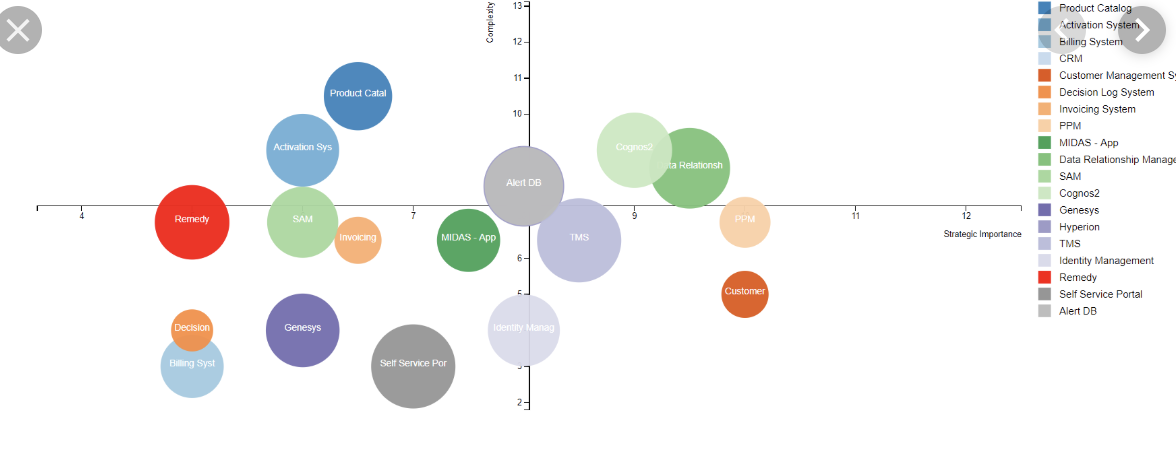 Complexity
13
12
11
10
6
3
2
4
7
9
11
12
Strategic Importance
Product Catal
Activation Sys
Cognos2
ta Relationsh
Alert DB
Remedy
SAM
Invoicing
MIDAS - App
TMS
PPM
Customer
Decision
Billing Syst
Genesys
Self Service Por
Identity Manag
Product Catalog
Activation System
Billing System
CRM
Customer Management Sy
Decision Log System
Invoicing System
PPM
MIDAS - App
Data Relationship Manage
SAM
Cognos2
Genesys
Hyperion
TMS
Identity Management
Remedy
Self Service Portal
Alert DB